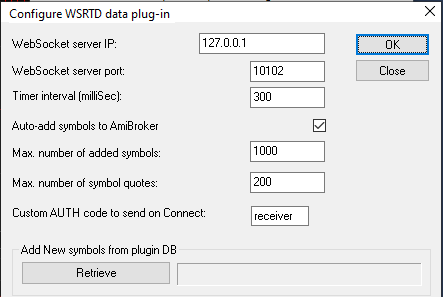 Configure WSRTD data plug-in
WebSocket server IP: 127.0.0.1
OK
WebSocket server port: 10102
Close
Timer interval (milliSec): 300
Auto-add symbols to AmiBroker
Max. number of added symbols: 1000
Max. number of symbol quotes: 200
Custom AUTH code to send on Connect: receiver
Add New symbols from plugin DB
Retrieve